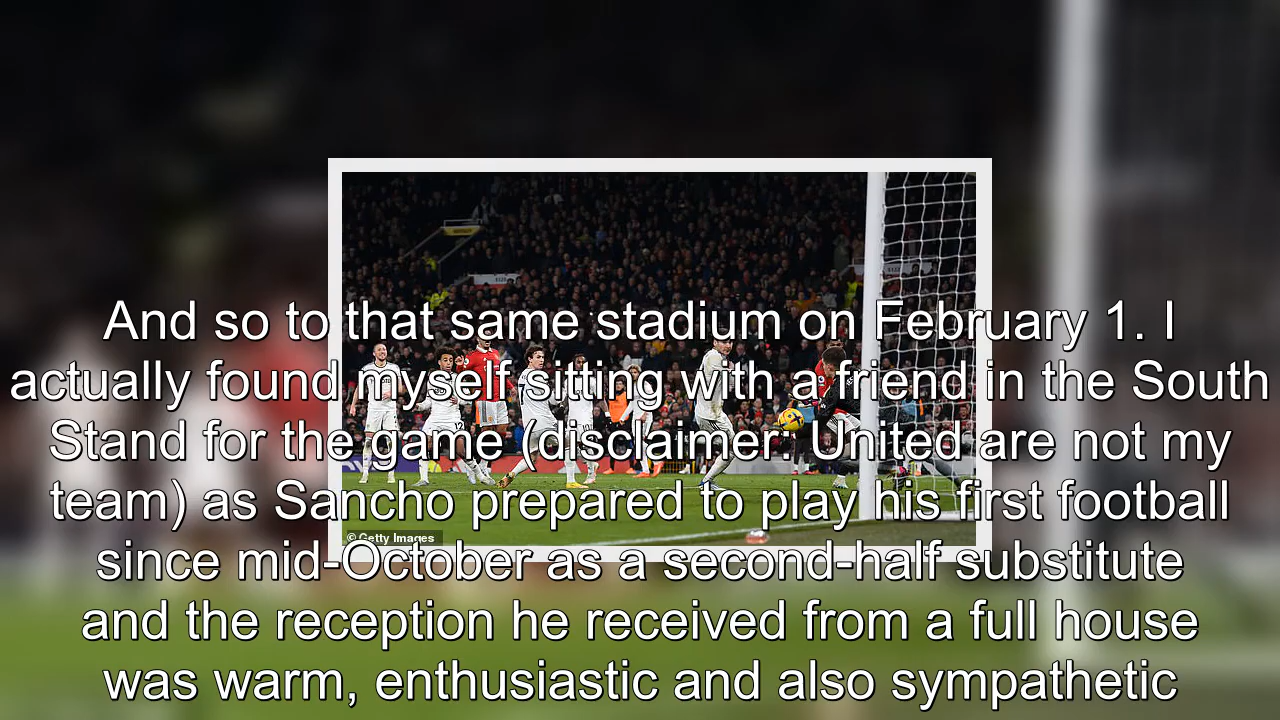 And so to that same stadium on February 1. I
actually found myself sitting with a friend in the South
Stand for the game (disclaimer: United are not my
team) as Sancho prepared to play his first football
© Getty Images
since mid-October as a second-half substitute
and the reception he received from a full house
was warm, enthusiastic and also sympathetic